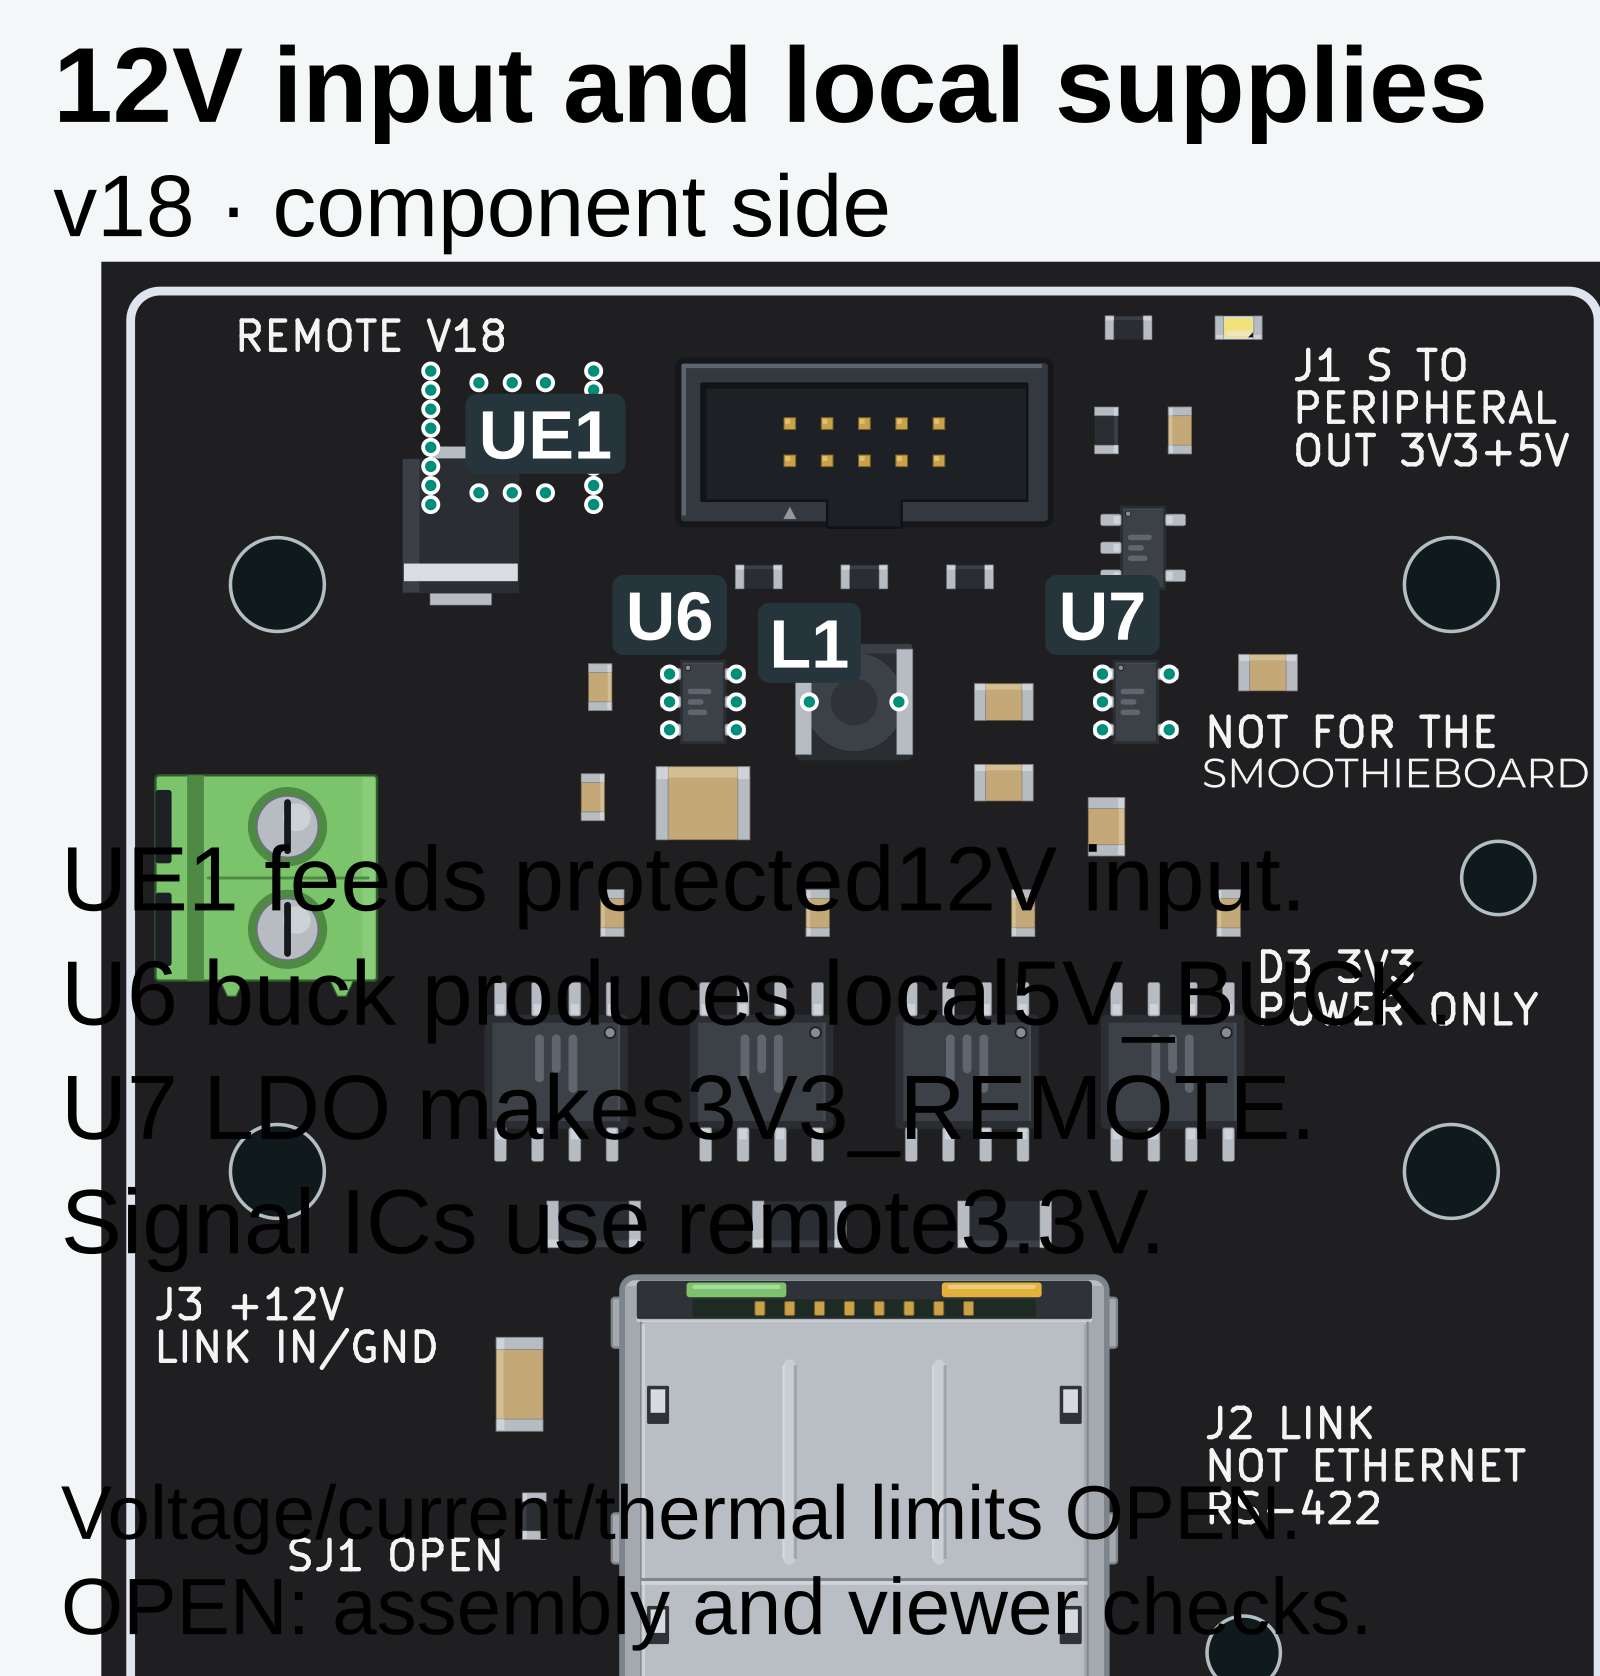 12V input and local supplies
v18 · component side
REMOTE V18
J1 S TO
PERIPHERAL
OUT 3V3+5V
UE1
U6
L1
U7
NOT FOR THE
SMOOTHIEBOARD
UE1 feeds protected12V input.
U6 buck produces local5V_BUCK.
D3 3V3
POWER ONLY
U7 LDO makes3V3_REMOTE.
Signal ICs use remote3.3V.
J3 +12V
LINK IN/GND
J2 LINK
NOT ETHERNET
RS-422
Voltage/current/thermal limits OPEN.
SJ1 OPEN
OPEN: assembly and viewer checks.